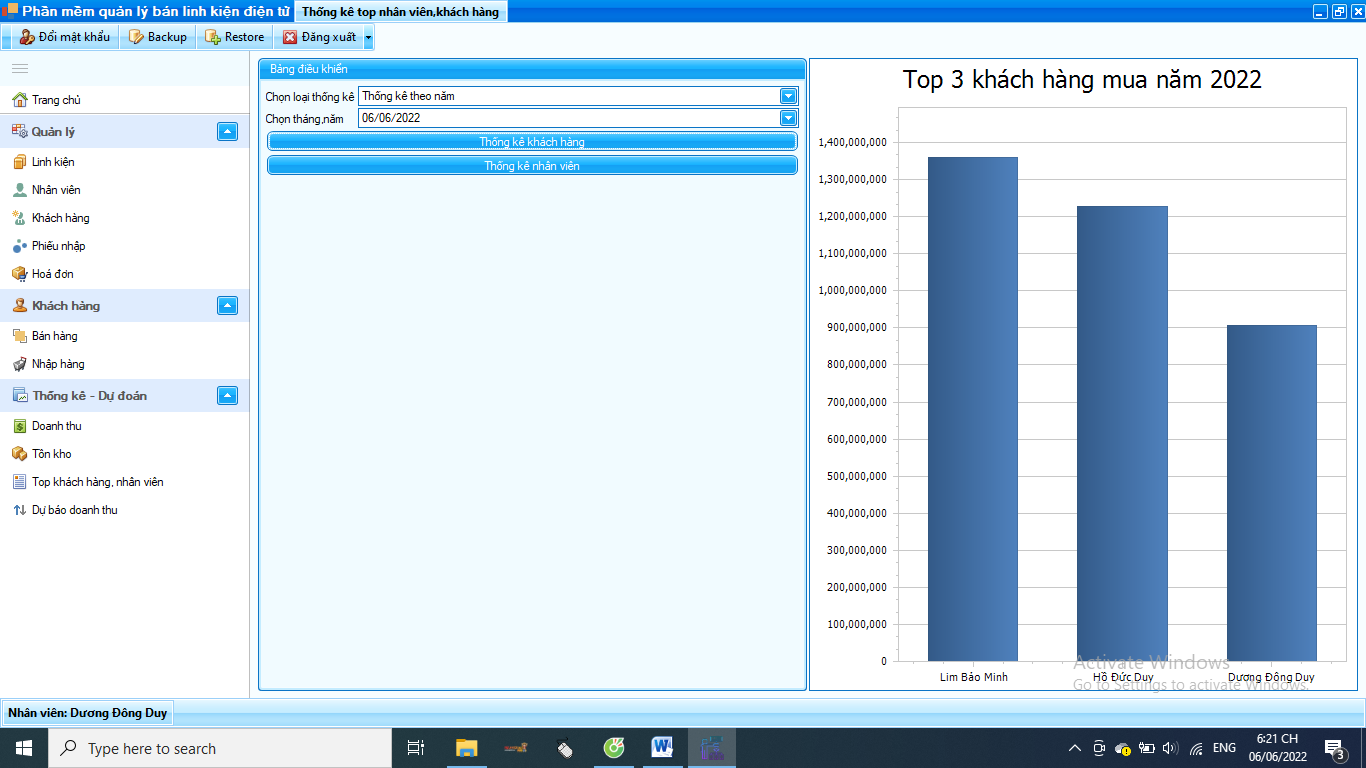 Phần mềm quản lý bán linh kiện điện tử
Thống kê top nhân viên,khách hàng
Đổi mật khẩu
Backup
Restore
Đăng xuất
Trang chủ
Quản lý
Linh kiện
Nhân viên
Khách hàng
Phiếu nhập
Hoá đơn
Khách hàng
Bán hàng
Nhập hàng
Thống kê - Dự đoán
Doanh thu
Tồn kho
Top khách hàng, nhân viên
Dự báo doanh thu
Bảng điều khiển
Chọn loại thống kê
Thống kê theo năm
Chọn tháng,năm
06/06/2022
Thống kê khách hàng
Thống kê nhân viên
Top 3 khách hàng mua năm 2022
1,400,000,000
1,300,000,000
1,200,000,000
1,100,000,000
1,000,000,000
900,000,000
800,000,000
700,000,000
600,000,000
500,000,000
400,000,000
300,000,000
200,000,000
100,000,000
0
Lim Bảo Minh
Hồ Đức Duy
Dương Đông Duy
Activate Windows
Go to Settings to activate Windows.
Nhân viên: Dương Đông Duy
Type here to search
ENG
6:21 CH
06/06/2022
3